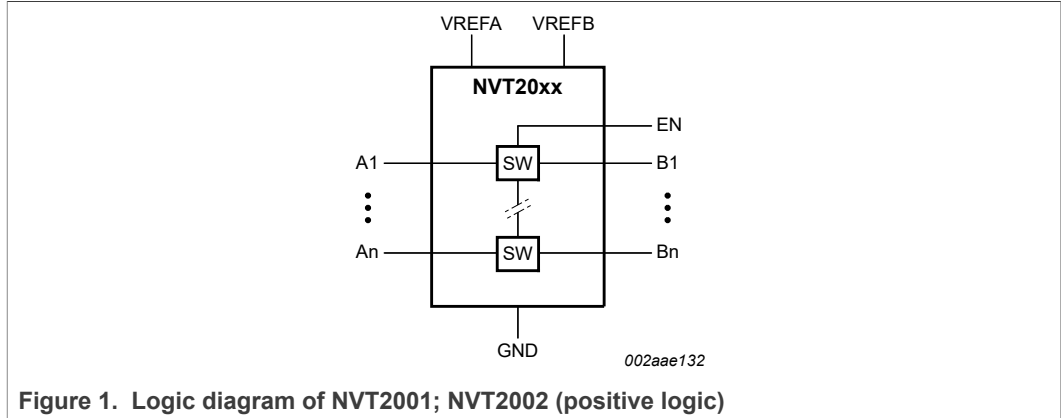 VREFA VREFB
NVT20xx
EN
A1 SW B1
An SW Bn
GND
002aae132
Figure 1. Logic diagram of NVT2001; NVT2002 (positive logic)